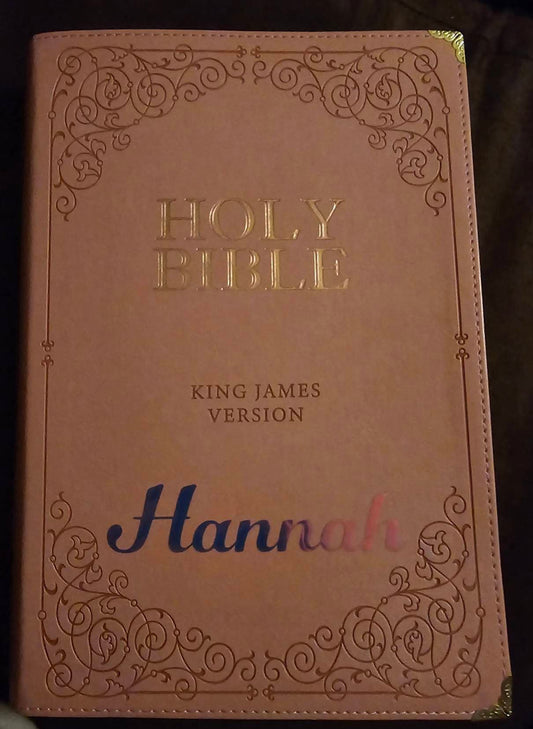 HOLY
BIBLE
KING JAMES
VERSION
Hannah